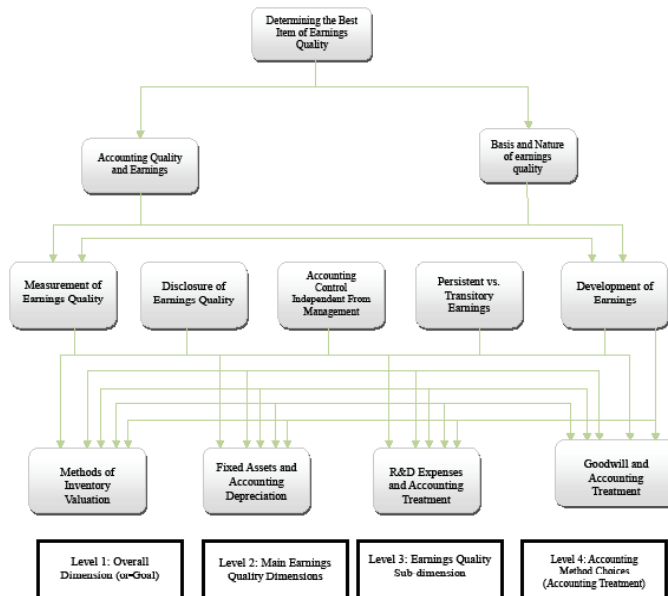 Determining the Best
Item of Earnings
Quality
Accounting Quality
and Earnings
Basis and Nature
of earnings
quality
Measurement of
Earnings Quality
Disclosure of
Earnings Quality
Accounting
Control
Independent From
Management
Persistent vs.
Transitory
Earnings
Development of
Earnings
Methods of
Inventory
Valuation
Fixed Assets and
Accounting
Depreciation
R&D Expenses
and Accounting
Treatment
Goodwill and
Accounting
Treatment
Level 1: Overall
Dimension (or-Goal)
Level 2: Main Earnings
Quality Dimensions
Level 3: Earnings Quality
Sub-dimension
Level 4: Accounting
Method Choices
(Accounting Treatment)